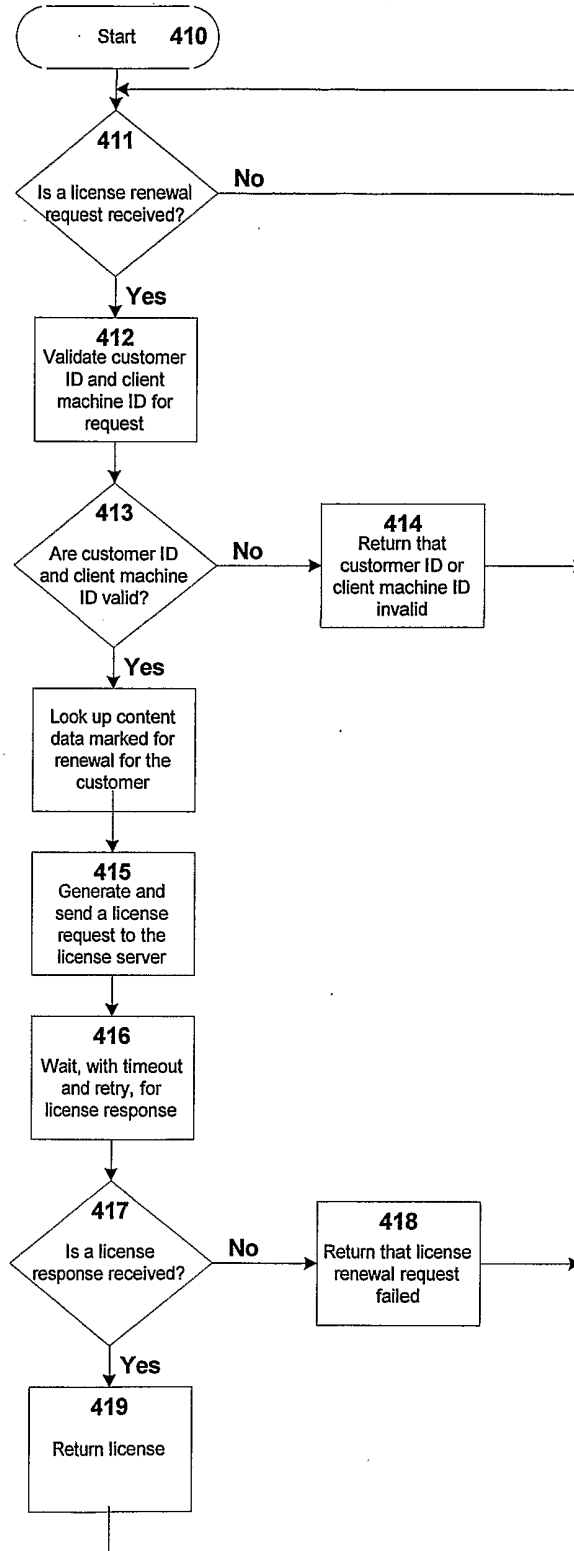 Start 410
411
Is a license renewal
request received?
No
Yes
412
Validate customer
ID and client
machine ID for
request
413
Are customer ID
and client machine
ID valid?
No
414
Return that
custormer ID or
client machine ID
invalid
Yes
Look up content
data marked for
renewal for the
customer
415
Generate and
send a license
request to the
license server
416
Wait, with timeout
and retry, for
license response
417
Is a license
response received?
No
418
Return that license
renewal request
failed
Yes
419
Return license